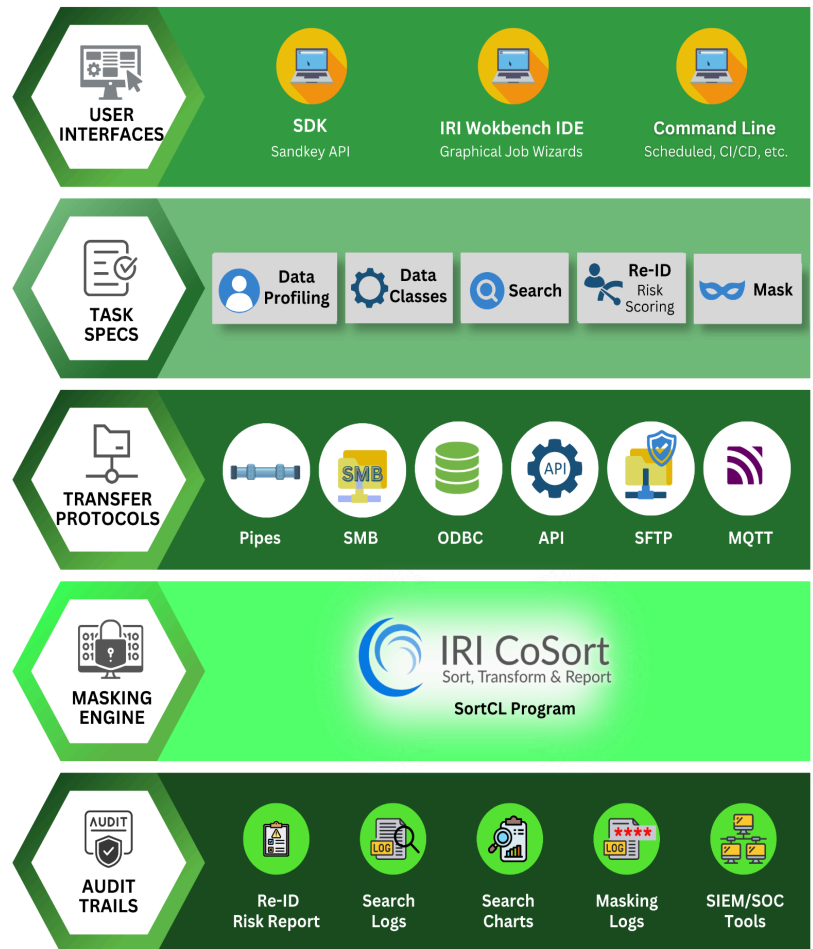 USER
INTERFACES
SDK
Sandkey API
IRI Wokbench IDE
Graphical Job Wizards
Command Line
Scheduled, CI/CD, etc.
TASK
SPECS
Data
Profiling
Data
Classes
Search
Re-ID
Risk
Scoring
Mask
TRANSFER
PROTOCOLS
SMB
API
Pipes
SMB
ODBC
API
SFTP
MQTT
MASKING
ENGINE
IRI CoSort
Sort, Transform & Report
SortCL Program
AUDIT
AUDIT
TRAILS
LOG
LOG
****
Re-ID
Risk Report
Search
Logs
Search
Charts
Masking
Logs
SIEM/SOC
Tools